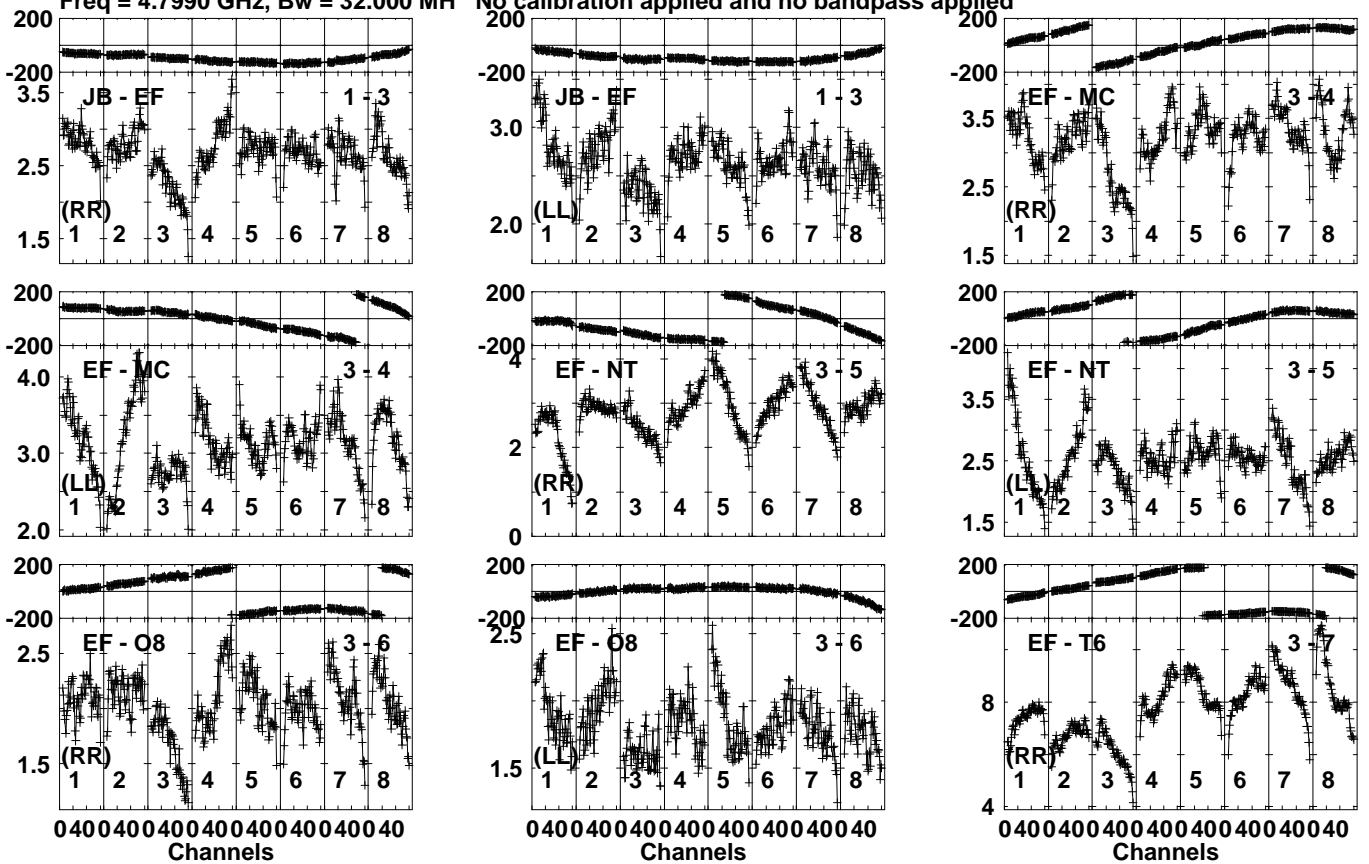 Freq = 4.7990 GHz, Bw = 32.000 MH No calibration applied and no bandpass applied
200
-200
3.5
2.5
1.5
JB - EF
1 - 3
(RR)
1 2 3 4 5 6 7 8
200
-200
3.0
2.0
JB - EF
1 - 3
(LL)
1 2 3 4 5 6 7 8
200
-200
3.5
2.5
1.5
EF - MC
3 - 4
(RR)
1 2 3 4 5 6 7 8
200
-200
4.0
3.0
2.0
EF - MC
3 - 4
(LL)
1 2 3 4 5 6 7 8
200
-200
4
2
0
EF - NT
3 - 5
(RR)
1 2 3 4 5 6 7 8
200
-200
3.5
2.5
1.5
EF - NT
3 - 5
(LL)
1 2 3 4 5 6 7 8
200
-200
2.5
1.5
EF - O8
3 - 6
(RR)
1 2 3 4 5 6 7 8
0 40 0 40 0 40 0 40 0 40 0 40 0 40 0 40
Channels
200
-200
2.5
1.5
EF - O8
3 - 6
(LL)
1 2 3 4 5 6 7 8
0 40 0 40 0 40 0 40 0 40 0 40 0 40 0 40
Channels
200
-200
8
4
EF - T6
3 - 7
(RR)
1 2 3 4 5 6 7 8
0 40 0 40 0 40 0 40 0 40 0 40 0 40 0 40
Channels